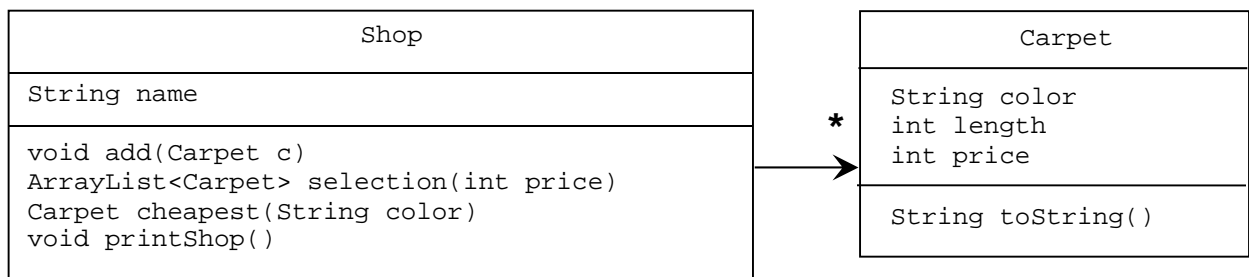 Shop
String name
void add(Carpet c)
ArrayList<Carpet> selection(int price)
Carpet cheapest(String color)
void printShop()
*
Carpet
String color
int length
int price
String toString()